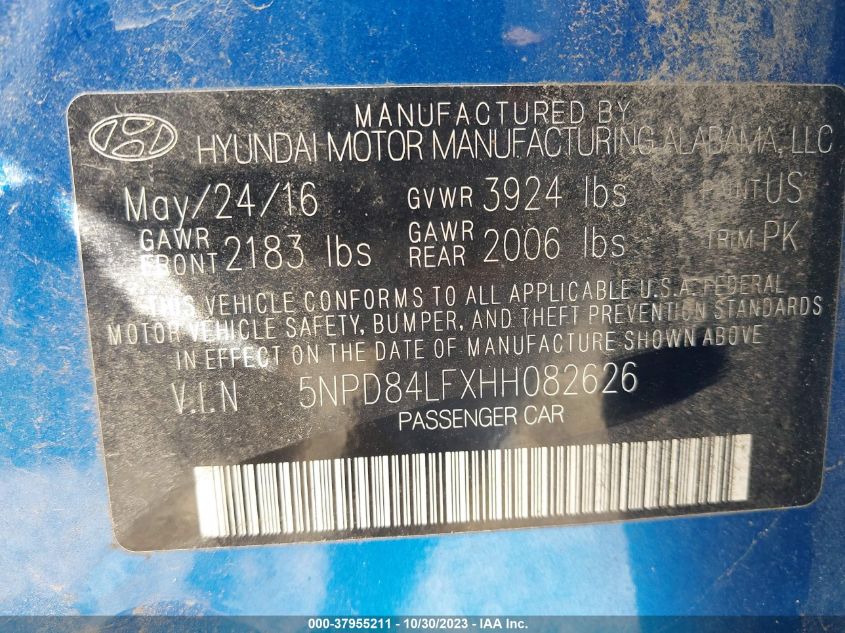 MANUFACTURED BY
HYUNDAI MOTOR MANUFACTURING ALABAMA, LLC
May/24/16 GVWR 3924 lbs PAINT US
GAWR FRONT 2183 lbs GAWR REAR 2006 lbs TRIM PK
THIS VEHICLE CONFORMS TO ALL APPLICABLE U.S.A. FEDERAL
MOTOR VEHICLE SAFETY, BUMPER, AND THEFT PREVENTION STANDARDS
IN EFFECT ON THE DATE OF MANUFACTURE SHOWN ABOVE
V.I.N 5NPD84LFXHH082626
PASSENGER CAR
000-37955211 - 10/30/2023 - IAA Inc.